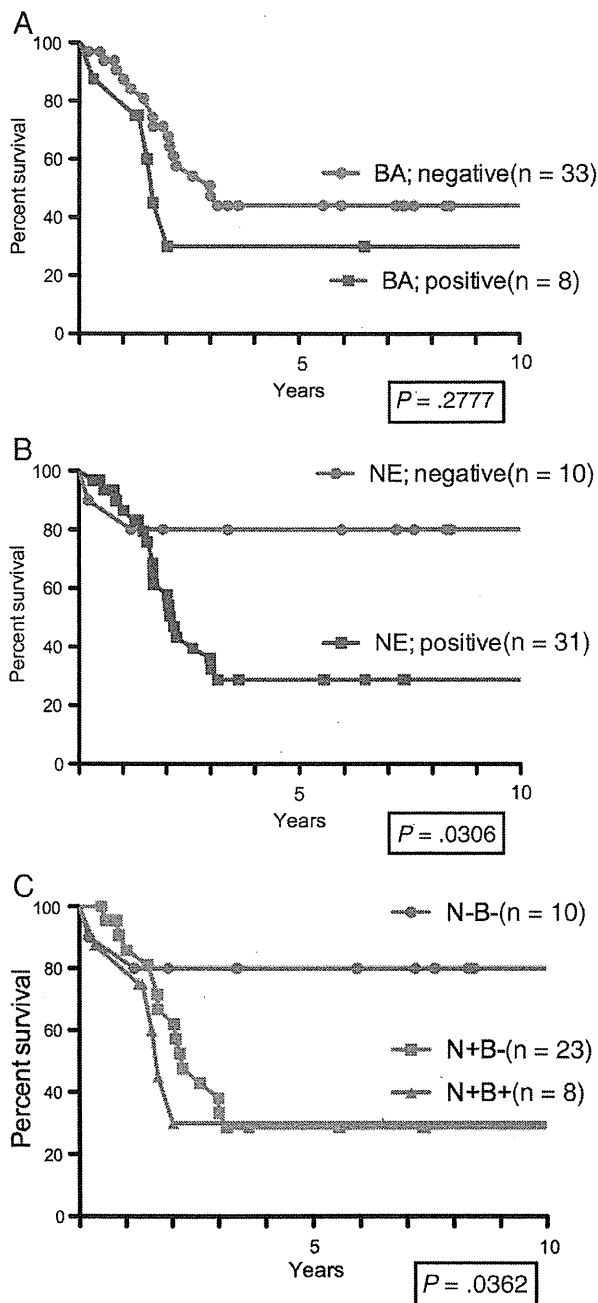 A
100
80
60
40
20
0
Percent survival
BA; negative(n = 33)
BA; positive(n = 8)
5
10
Years
P = .2777
B
100
80
60
40
20
0
Percent survival
NE; negative(n = 10)
NE; positive(n = 31)
5
10
Years
P = .0306
C
100
80
60
40
20
0
Percent survival
N-B-(n = 10)
N+B-(n = 23)
N+B+(n = 8)
5
10
Years
P = .0362